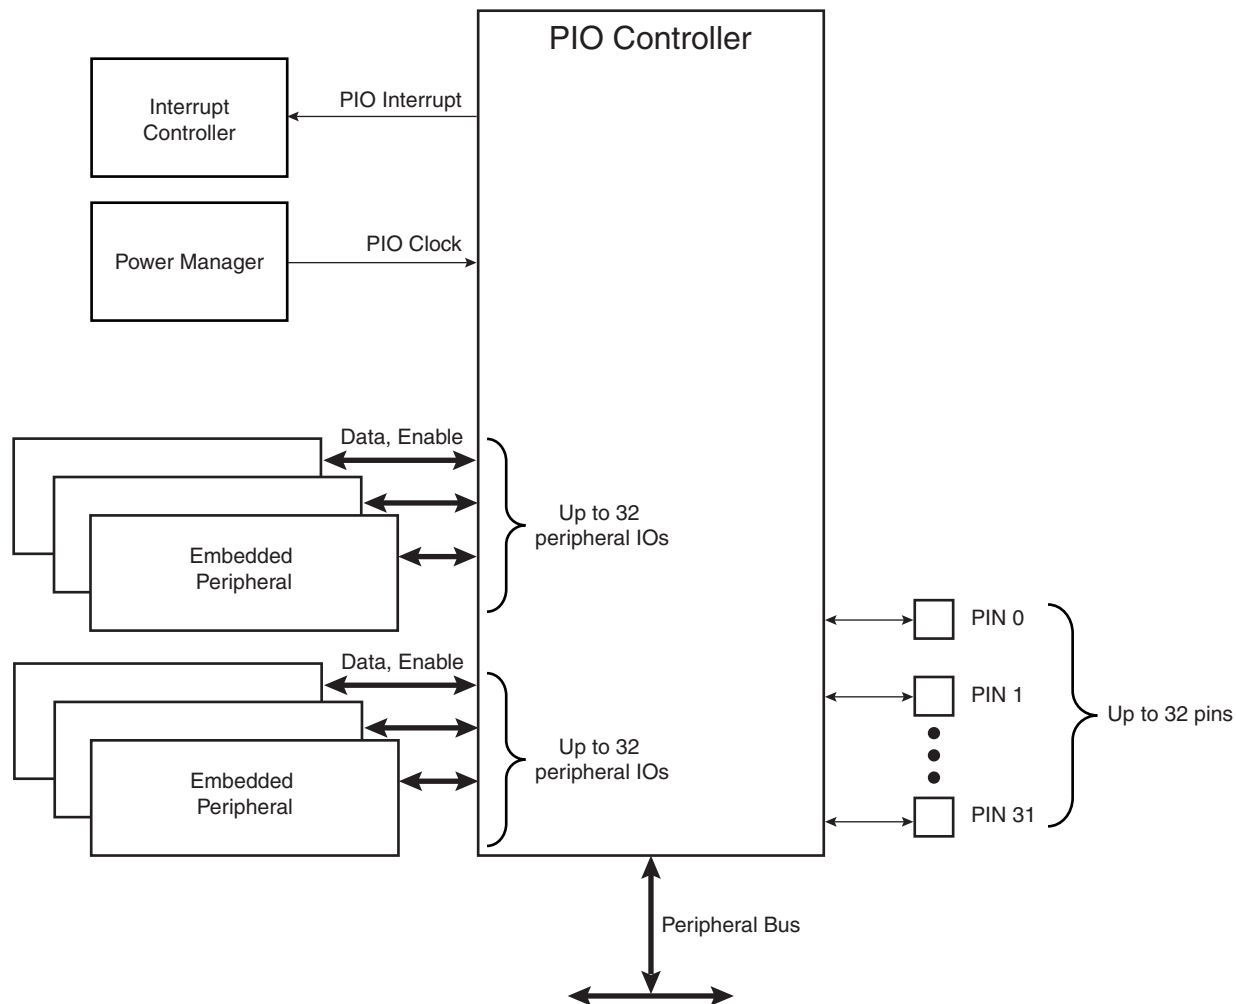 PIO Controller
PIO Interrupt
Interrupt
Controller
PIO Clock
Power Manager
Data, Enable
Up to 32
peripheral IOs
Embedded
Peripheral
PIN 0
Data, Enable
PIN 1
Up to 32 pins
Up to 32
peripheral IOs
Embedded
Peripheral
PIN 31
Peripheral Bus